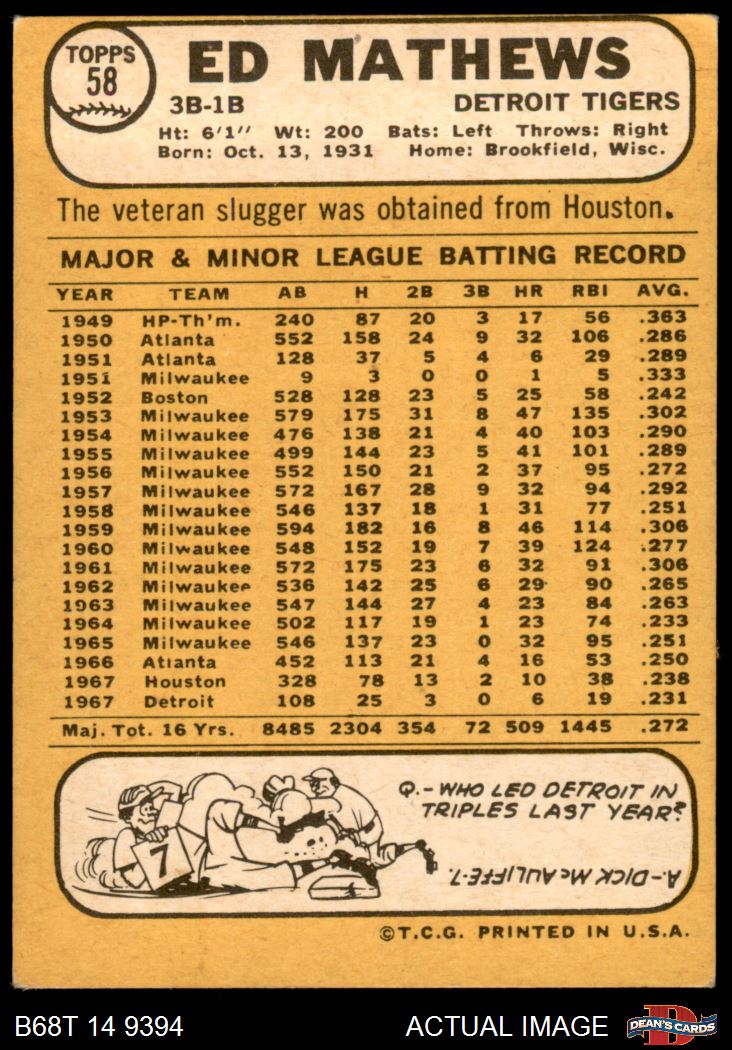 TOPPS
58
ED MATHEWS
3B-1B DETROIT TIGERS
Ht: 6'1" Wt: 200 Bats: Left Throws: Right
Born: Oct. 13, 1931 Home: Brookfield, Wisc.
The veteran slugger was obtained from Houston.
MAJOR & MINOR LEAGUE BATTING RECORD
YEAR TEAM AB H 2B 3B HR RBI AVG.
1949 HP-Th'm. 240 87 20 3 17 56 .363
1950 Atlanta 552 158 24 9 32 106 .286
1951 Atlanta 128 37 5 4 6 29 .289
1951 Milwaukee 9 3 0 0 1 5 .333
1952 Boston 528 128 23 5 25 58 .242
1953 Milwaukee 579 175 31 8 47 135 .302
1954 Milwaukee 476 138 21 4 40 103 .290
1955 Milwaukee 499 144 23 5 41 101 .289
1956 Milwaukee 552 150 21 2 37 95 .272
1957 Milwaukee 572 167 28 9 32 94 .292
1958 Milwaukee 546 137 18 1 31 77 .251
1959 Milwaukee 594 182 16 8 46 114 .306
1960 Milwaukee 548 152 19 7 39 124 .277
1961 Milwaukee 572 175 23 6 32 91 .306
1962 Milwaukee 536 142 25 6 29 90 .265
1963 Milwaukee 547 144 27 4 23 84 .263
1964 Milwaukee 502 117 19 1 23 74 .233
1965 Milwaukee 546 137 23 0 32 95 .251
1966 Atlanta 452 113 21 4 16 53 .250
1967 Houston 328 78 13 2 10 38 .238
1967 Detroit 108 25 3 0 6 19 .231
Maj. Tot. 16 Yrs. 8485 2304 354 72 509 1445 .272
Q.-WHO LED DETROIT IN
TRIPLES LAST YEAR?
7
A.-DICK McAULIFFE-7.
©T.C.G. PRINTED IN U.S.A.
B68T 14 9394 ACTUAL IMAGE D DEAN'S CARDS